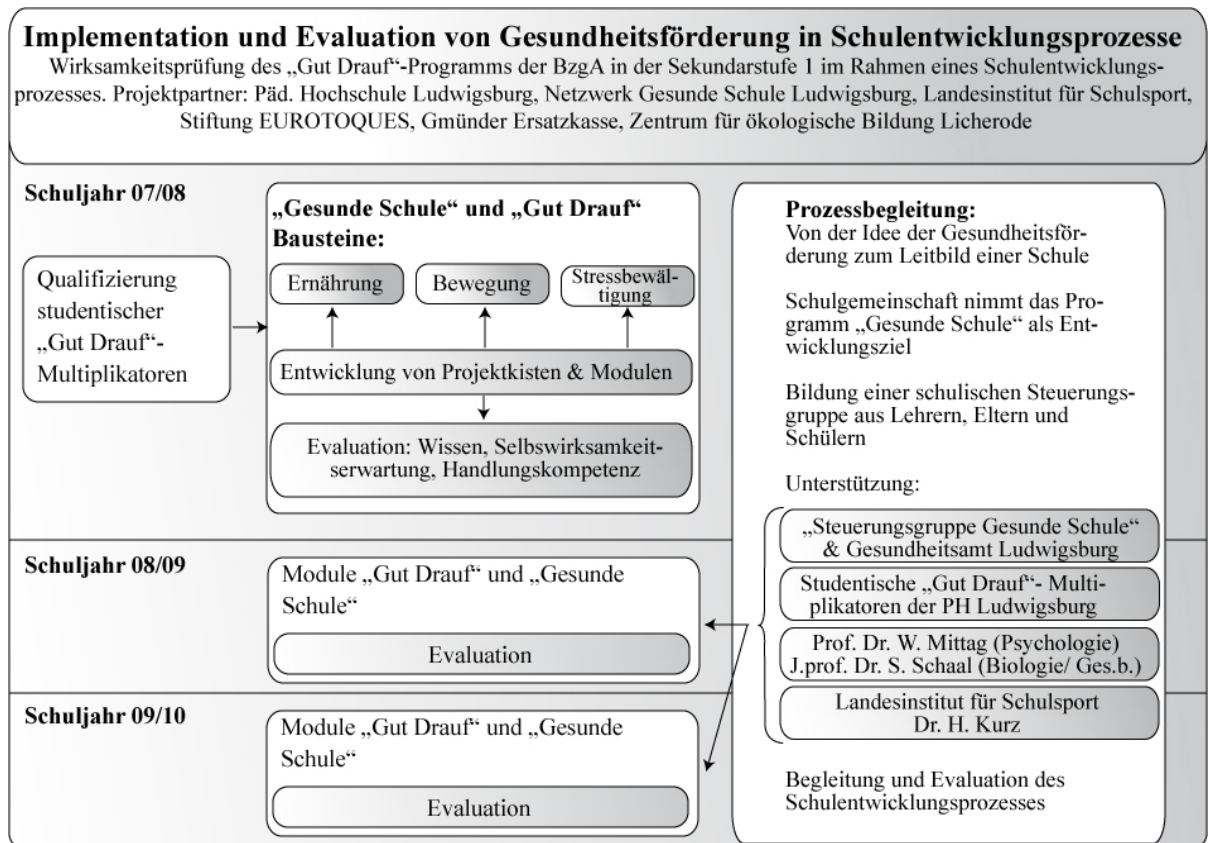 Implementation und Evaluation von Gesundheitsförderung in Schulentwicklungsprozesse
Wirksamkeitsprüfung des „Gut Drauf“-Programms der BzgA in der Sekundarstufe 1 im Rahmen eines Schulentwicklungs-
prozesses. Projektpartner: Päd. Hochschule Ludwigsburg, Netzwerk Gesunde Schule Ludwigsburg, Landesinstitut für Schulsport,
Stiftung EUROTOQUES, Gmünder Ersatzkasse, Zentrum für ökologische Bildung Licherode
Schuljahr 07/08
Qualifizierung
studentischer
„Gut Drauf“-
Multiplikatoren
„Gesunde Schule“ und „Gut Drauf“
Bausteine:
Ernährung
Bewegung
Stressbewäl-
tigung
Entwicklung von Projektkisten & Modulen
Evaluation: Wissen, Selbswirksamkeit-
serwartung, Handlungskompetenz
Schuljahr 08/09
Module „Gut Drauf“ und „Gesunde
Schule“
Evaluation
Schuljahr 09/10
Module „Gut Drauf“ und „Gesunde
Schule“
Evaluation
Prozessbegleitung:
Von der Idee der Gesundheitsför-
derung zum Leitbild einer Schule
Schulgemeinschaft nimmt das Pro-
gramm „Gesunde Schule“ als Ent-
wicklungsziel
Bildung einer schulischen Steuerungs-
gruppe aus Lehrern, Eltern und
Schülern
Unterstützung:
„Steuerungsgruppe Gesunde Schule“
& Gesundheitsamt Ludwigsburg
Studentische „Gut Drauf“- Multi-
plikatoren der PH Ludwigsburg
Prof. Dr. W. Mittag (Psychologie)
J.prof. Dr. S. Schaal (Biologie/ Ges.b.)
Landesinstitut für Schulsport
Dr. H. Kurz
Begleitung und Evaluation des
Schulentwicklungsprozesses